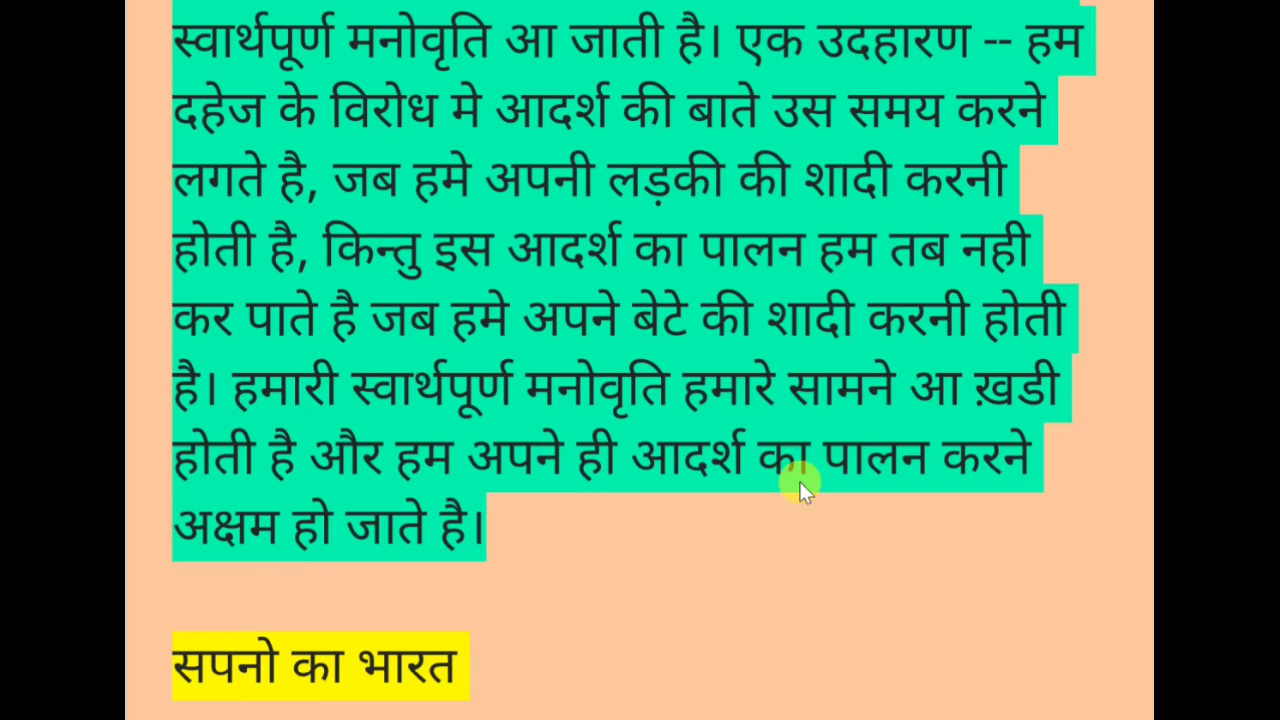 स्वार्थपूर्ण मनोवृति आ जाती है। एक उदहारण -- हम
दहेज के विरोध मे आदर्श की बाते उस समय करने
लगते है, जब हमे अपनी लड़की की शादी करनी
होती है, किन्तु इस आदर्श का पालन हम तब नही
कर पाते है जब हमे अपने बेटे की शादी करनी होती
है। हमारी स्वार्थपूर्ण मनोवृति हमारे सामने आ ख़डी
होती है और हम अपने ही आदर्श का पालन करने
अक्षम हो जाते है।
सपनो का भारत